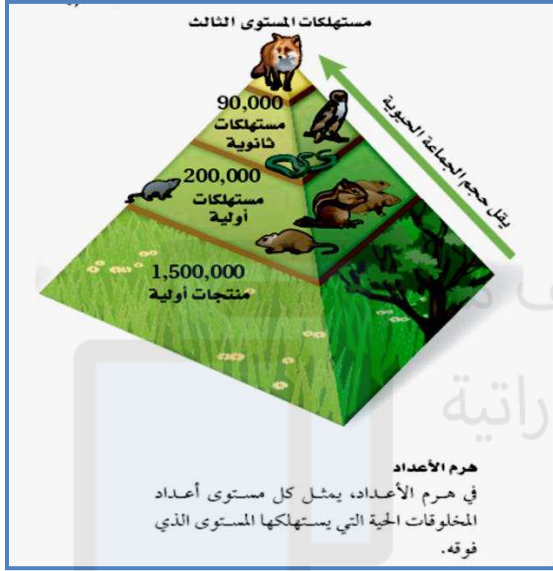 مستهلكات المستوى الثالث
90,000
مستهلكات
ثانوية
200,000
مستهلكات
أولية
1,500,000
منتجات أولية
يقل حجم الجماعة الحيوية
راتية
هرم الأعداد
في هرم الأعداد، يمثل كل مستوى أعداد
المخلوقات الحية التي يستهلكها المستوى الذي
فوقه.